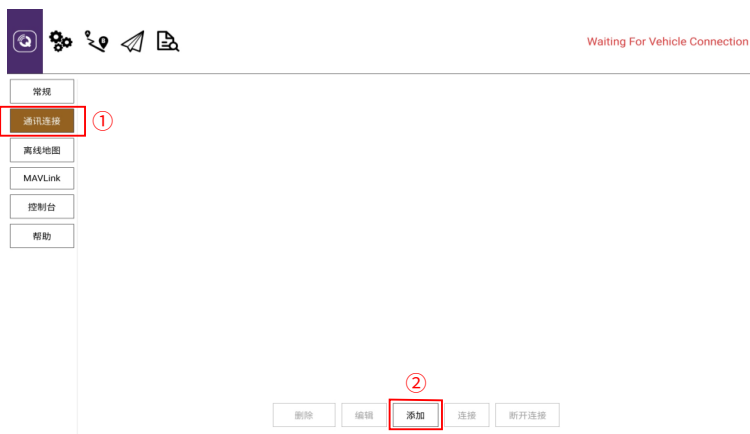 Waiting For Vehicle Connection
常规
通讯连接
①
离线地图
MAVLink
控制台
帮助
②
删除
编辑
添加
连接
断开连接